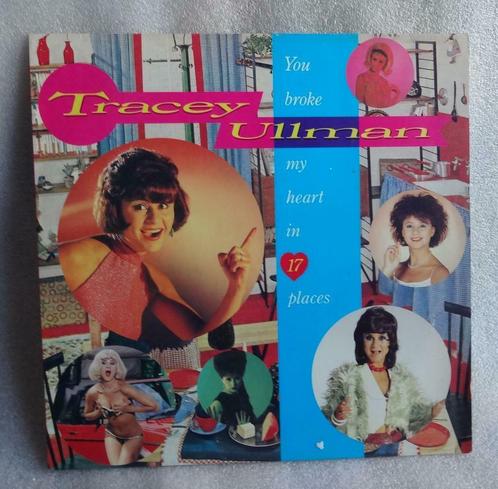 Tracey
Ullman
You
broke
my
heart
in
17
places